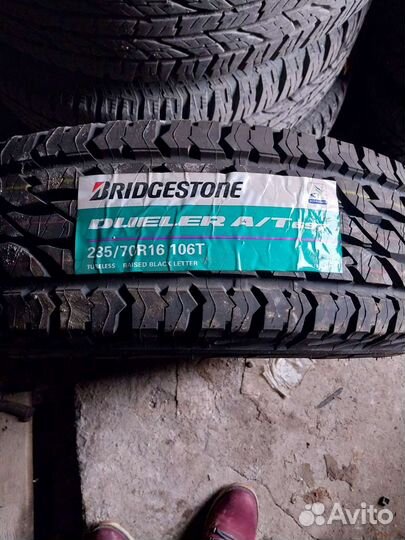 BRIDGESTONE
DUELER A/T
235/70R16 106T
TUBELESS RAISED BLACK LETTER
Avito